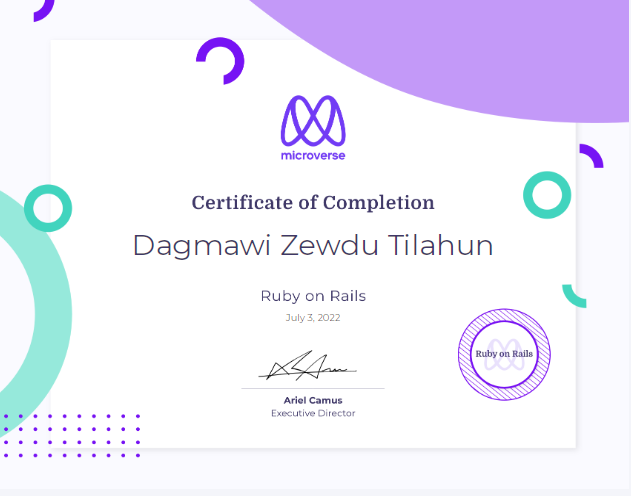 microverse
Certificate of Completion
Dagmawi Zewdu Tilahun
Ruby on Rails
July 3, 2022
Ruby on Rails
Ariel Camus
Executive Director